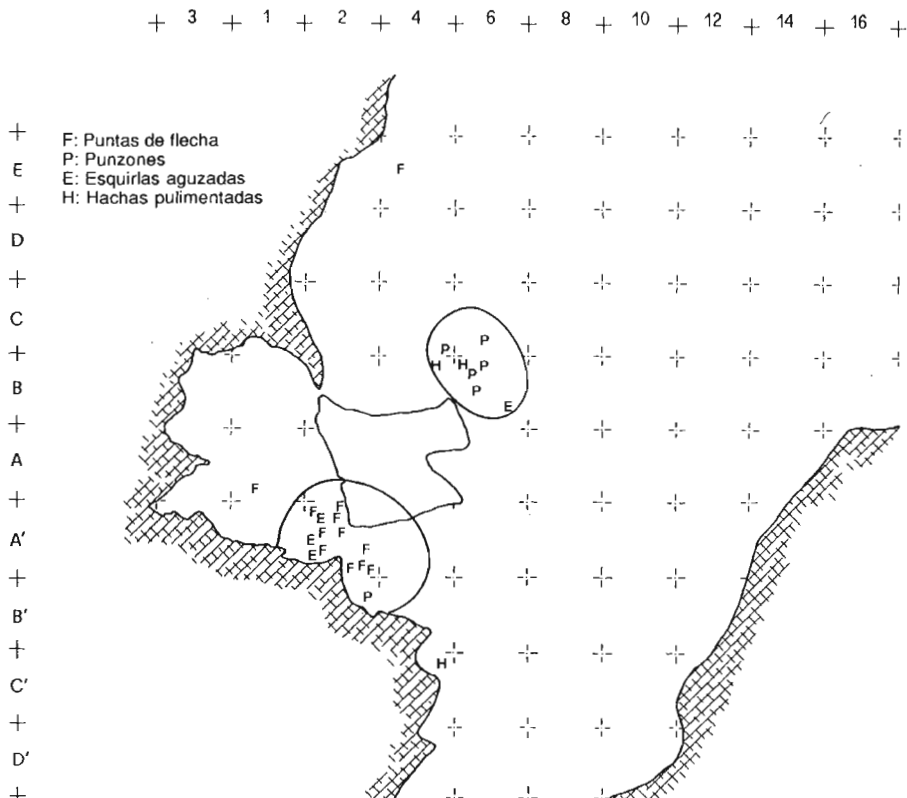 3 1 2 4 6 8 10 12 14 16
F: Puntas de flecha
P: Punzones
E: Esquirlas aguzadas
H: Hachas pulimentadas
E F
D
C
P P
B H H P P
P
E
A
F
F F
E F
A' E F F
E F F
F F F
P
B'
H
C'
D'